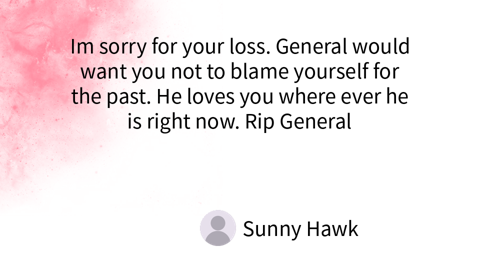 Im sorry for your loss. General would
want you not to blame yourself for
the past. He loves you where ever he
is right now. Rip General
Sunny Hawk